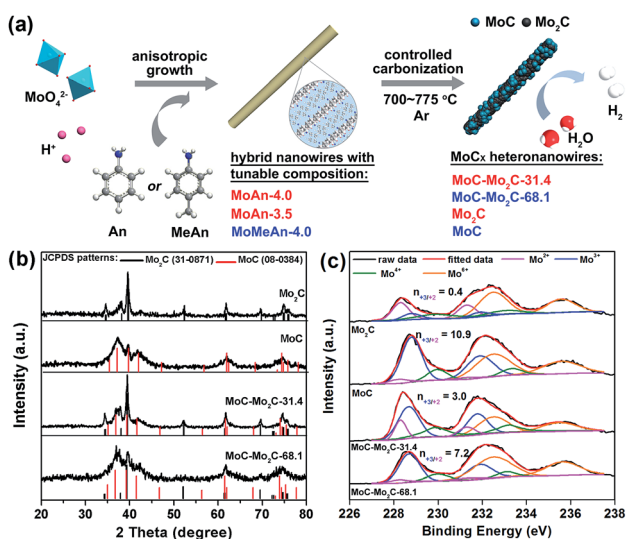 (a)
MoC Mo₂C
anisotropic
growth
controlled
carbonization
700~775 °C
Ar
MoO₄²⁻
H⁺
H₂
H₂O
An
or
MeAn
hybrid nanowires with
tunable composition:
MoAn-4.0
MoAn-3.5
MoMeAn-4.0
MoCx heteronanowires:
MoC-Mo₂C-31.4
MoC-Mo₂C-68.1
Mo₂C
MoC
(b)
JCPDS patterns: Mo₂C (31-0871) MoC (08-0384)
Mo₂C
MoC
MoC-Mo₂C-31.4
MoC-Mo₂C-68.1
Intensity (a.u.)
20 30 40 50 60 70 80
2 Theta (degree)
(c)
raw data fitted data Mo²⁺ Mo³⁺
Mo⁴⁺ Mo⁶⁺
n+3/+2 = 0.4
Mo₂C
n+3/+2 = 10.9
MoC
n+3/+2 = 3.0
MoC-Mo₂C-31.4
n+3/+2 = 7.2
MoC-Mo₂C-68.1
Intensity (a.u.)
226 228 230 232 234 236 238
Binding Energy (eV)